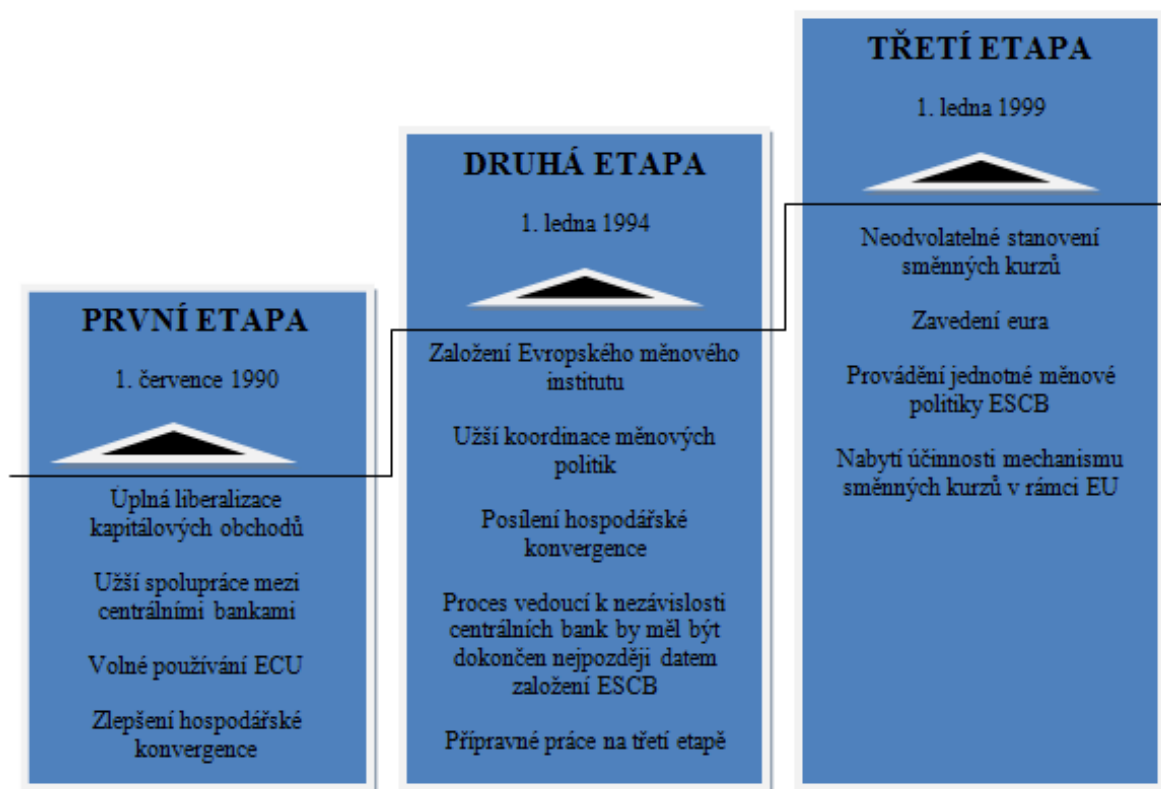 PRVNÍ ETAPA
1. července 1990
Úplná liberalizace
kapitálových obchodů
Užší spolupráce mezi
centrálními bankami
Volné používání ECU
Zlepšení hospodářské
konvergence
DRUHÁ ETAPA
1. ledna 1994
Založení Evropského měnového
institutu
Užší koordinace měnových
politik
Posílení hospodářské
konvergence
Proces vedoucí k nezávislosti
centrálních bank by měl být
dokončen nejpozději datem
založení ESCB
Přípravné práce na třetí etapě
TŘETÍ ETAPA
1. ledna 1999
Neodvolatelné stanovení
směnných kurzů
Zavedení eura
Provádění jednotné měnové
politiky ESCB
Nabytí účinnosti mechanismu
směnných kurzů v rámci EU